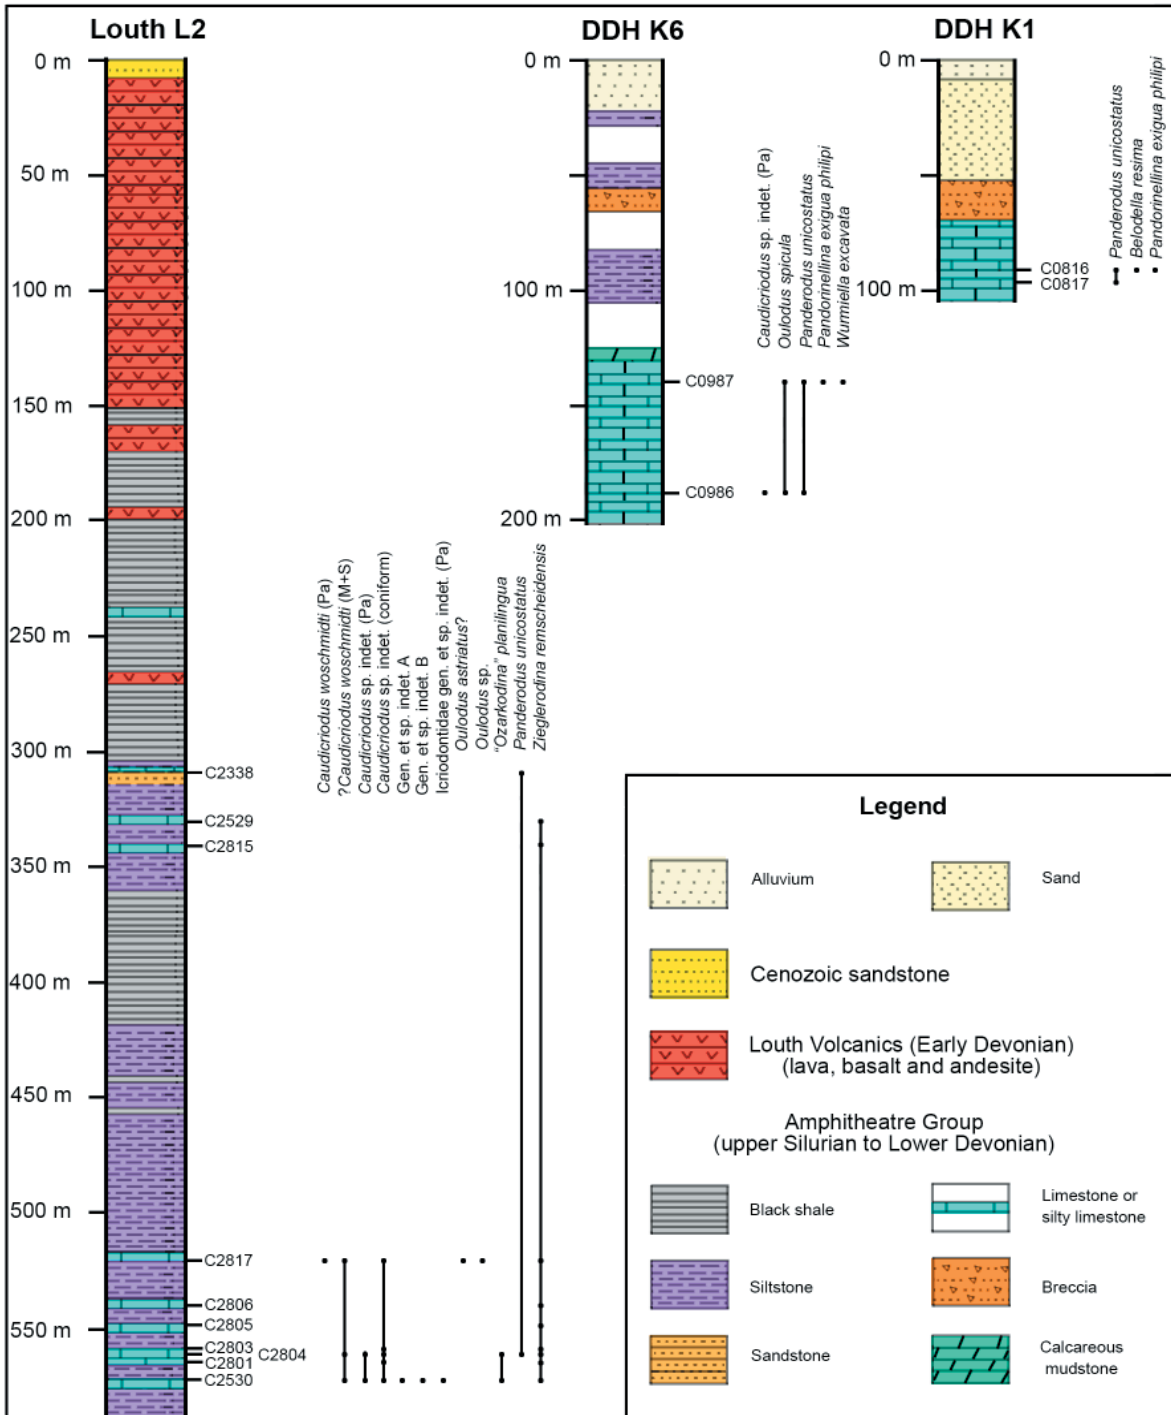 Louth L2
DDH K6
DDH K1
0 m
50 m
100 m
150 m
200 m
250 m
300 m
350 m
400 m
450 m
500 m
550 m
C2338
C2529
C2815
C2817
C2806
C2805
C2803
C2804
C2801
C2530
Caudicriodus woschmidti (Pa)
?Caudicriodus woschmidti (M+S)
Caudicriodus sp. indet. (Pa)
Caudicriodus sp. indet. (coniform)
Gen. et sp. indet. A
Gen. et sp. indet. B
Icriodontidae gen. et sp. indet. (Pa)
Oulodus astriatus?
Oulodus sp.
"Ozarkodina" planilingua
Panderodus unicostatus
Zieglerodina remscheidensis
0 m
100 m
200 m
C0987
C0986
Caudicriodus sp. indet. (Pa)
Oulodus spicula
Panderodus unicostatus
Pandorinellina exigua philipi
Wurmiella excavata
0 m
100 m
C0816
C0817
Panderodus unicostatus
Belodella resima
Pandorinellina exigua philipi
Legend
Alluvium
Sand
Cenozoic sandstone
Louth Volcanics (Early Devonian)
(lava, basalt and andesite)
Amphitheatre Group
(upper Silurian to Lower Devonian)
Black shale
Limestone or
silty limestone
Siltstone
Breccia
Sandstone
Calcareous
mudstone